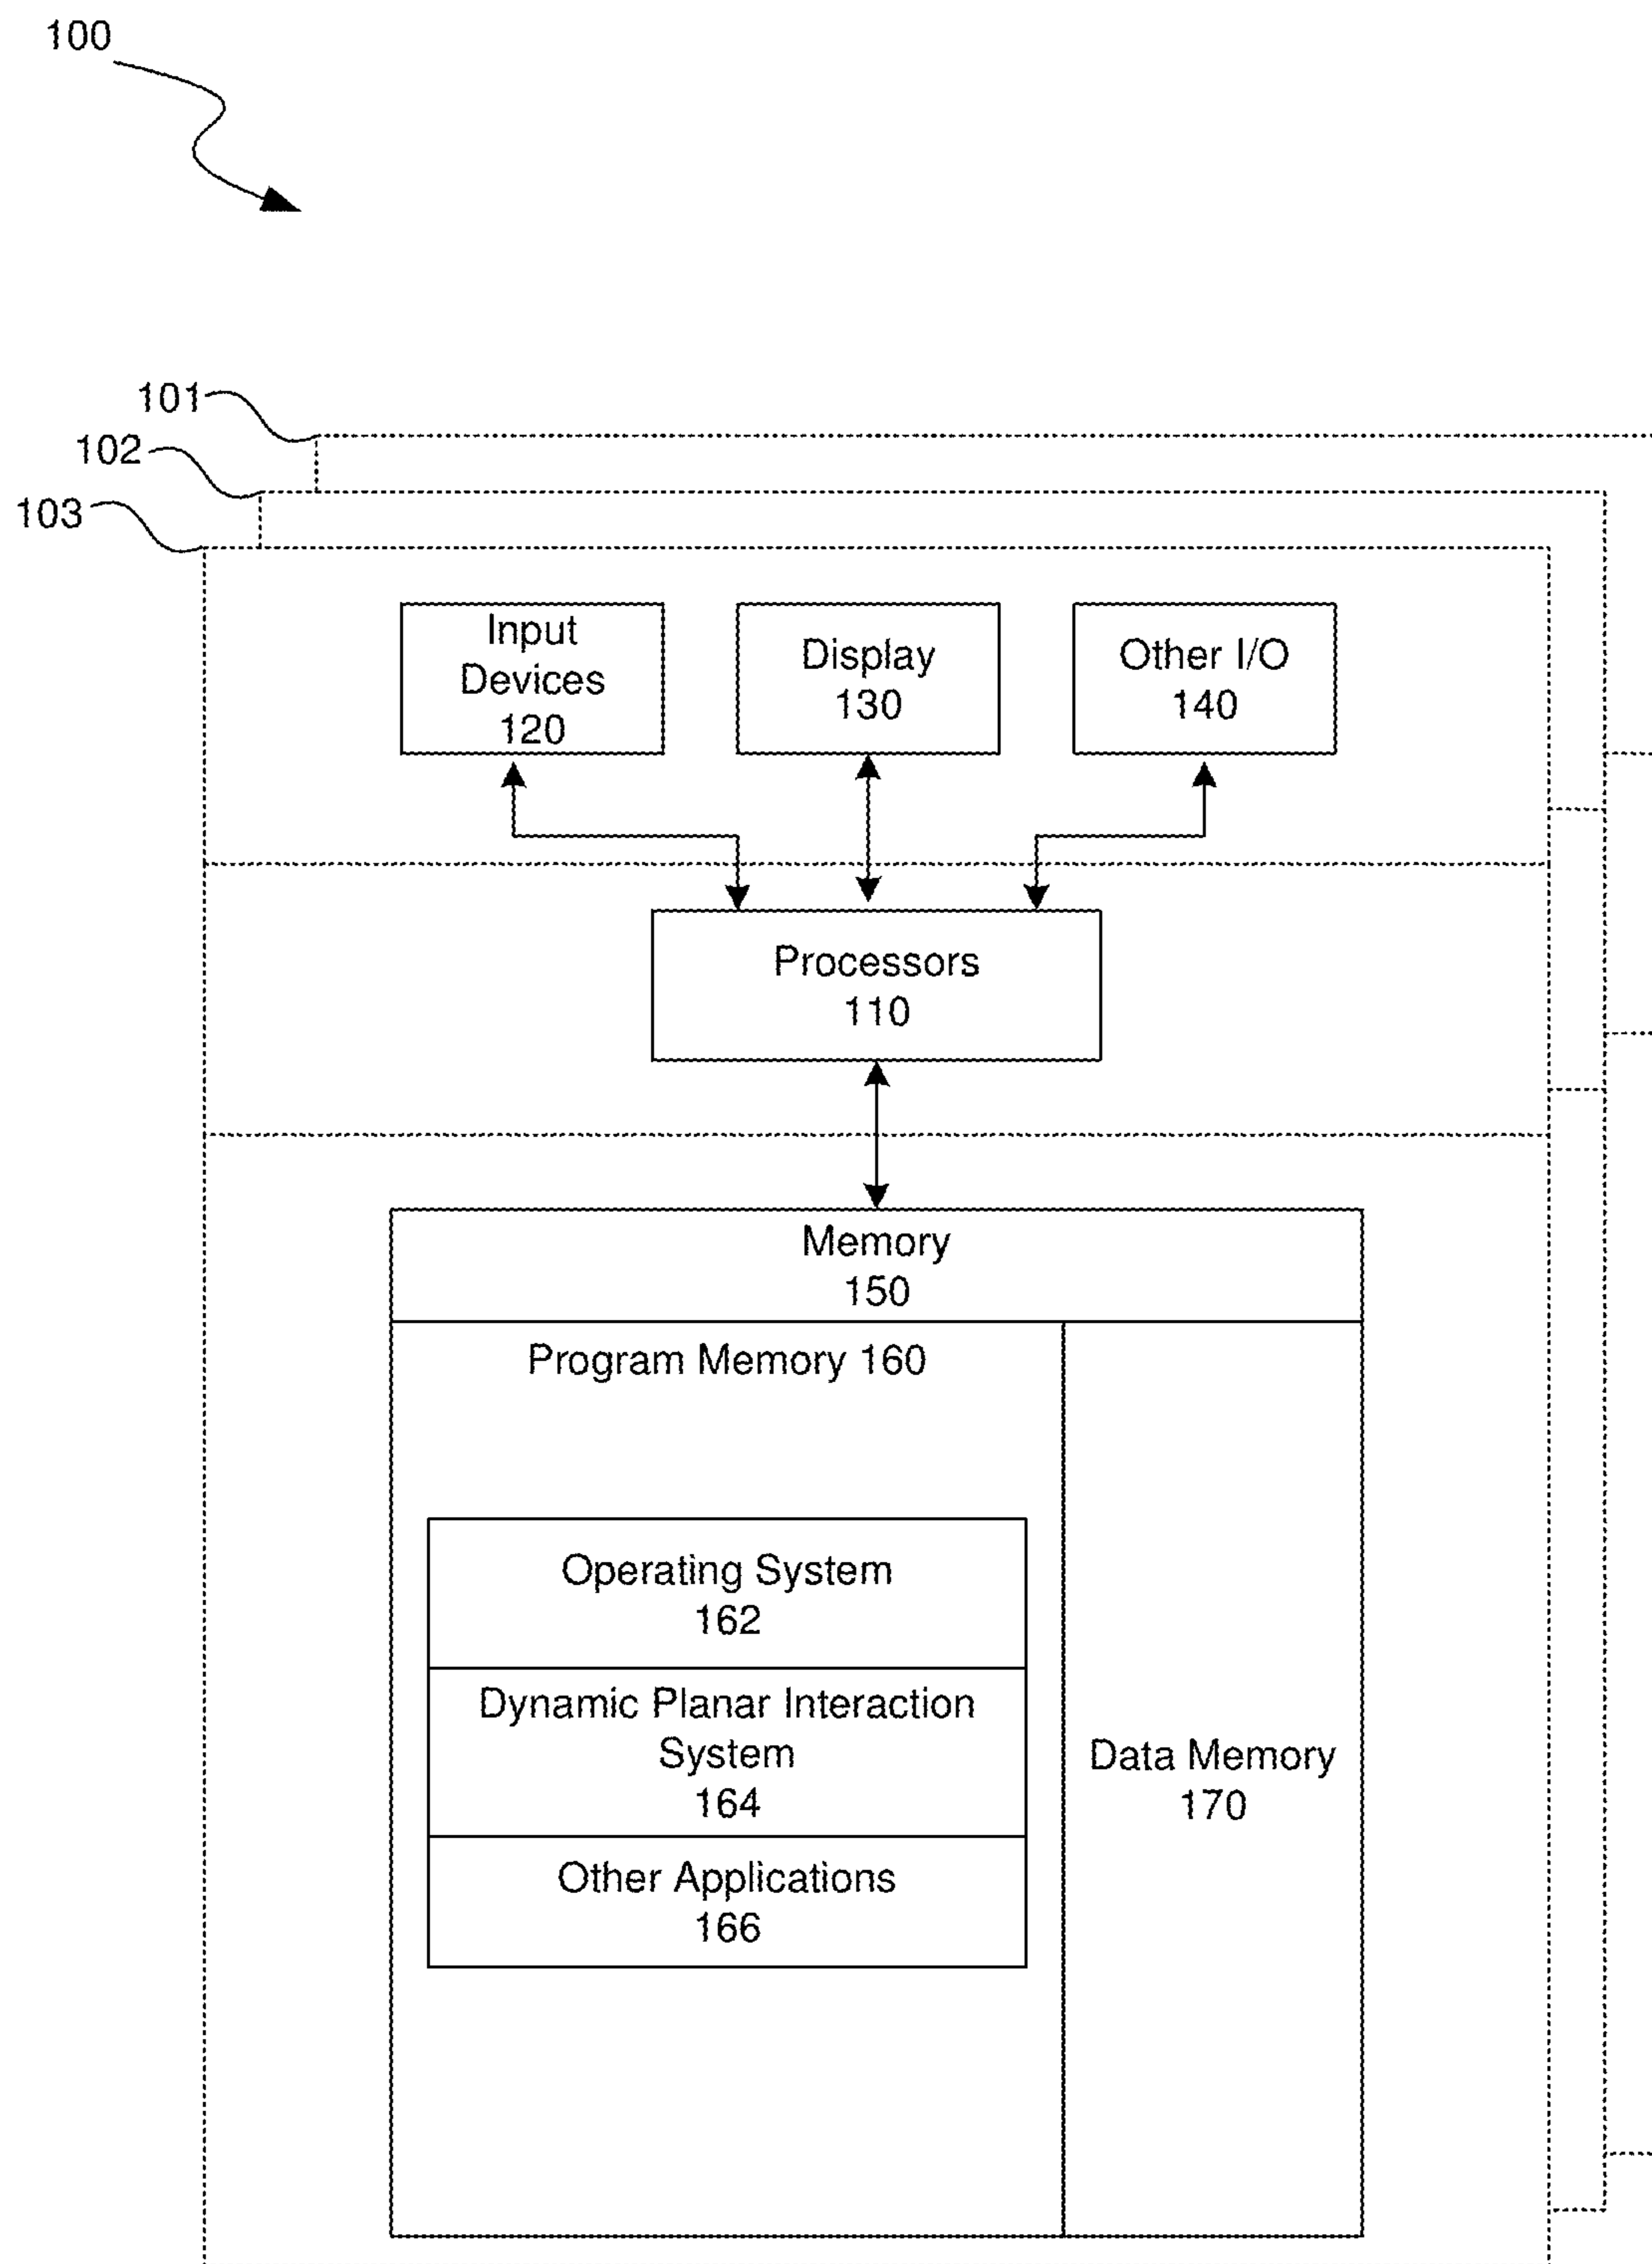 100
101
102
103
Input
Devices
120
Display
130
Other I/O
140
Processors
110
Memory
150
Program Memory 160
Operating System
162
Dynamic Planar Interaction
System
164
Other Applications
166
Data Memory
170